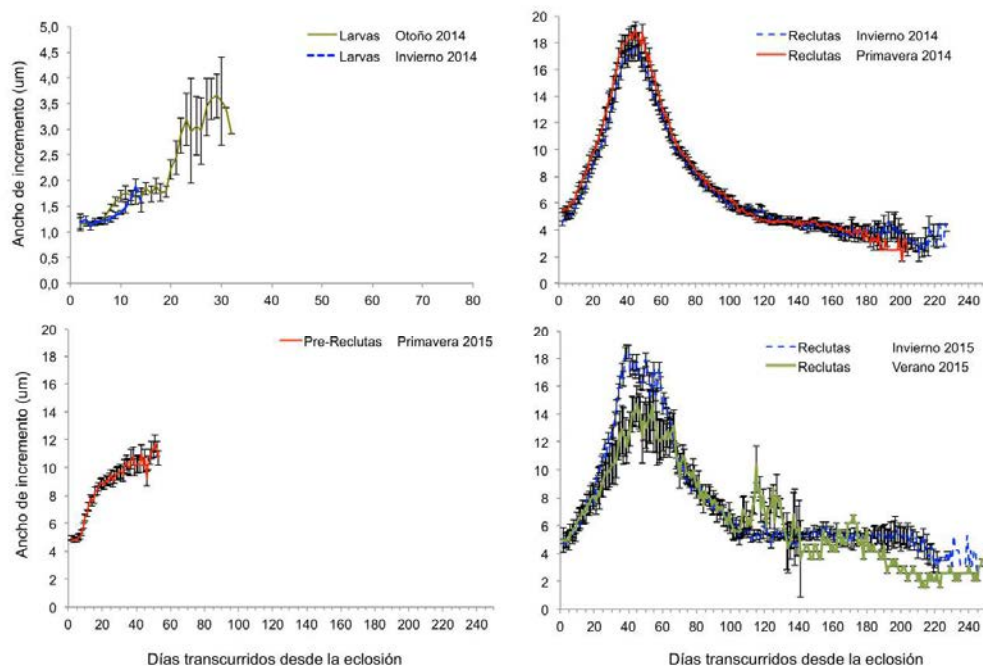 Ancho de incremento (um)
5,0
4,5
4,0
3,5
3,0
2,5
2,0
1,5
1,0
0,5
0,0
0 10 20 30 40 50 60 70 80
Larvas Otoño 2014
Larvas Invierno 2014
20
18
16
14
12
10
8
6
4
2
0
0 20 40 60 80 100 120 140 160 180 200 220 240
Reclutas Invierno 2014
Reclutas Primavera 2014
Ancho de incremento (um)
20
18
16
14
12
10
8
6
4
2
0
0 20 40 60 80 100 120 140 160 180 200 220 240
Pre-Reclutas Primavera 2015
Días transcurridos desde la eclosión
20
18
16
14
12
10
8
6
4
2
0
0 20 40 60 80 100 120 140 160 180 200 220 240
Reclutas Invierno 2015
Reclutas Verano 2015
Días transcurridos desde la eclosión